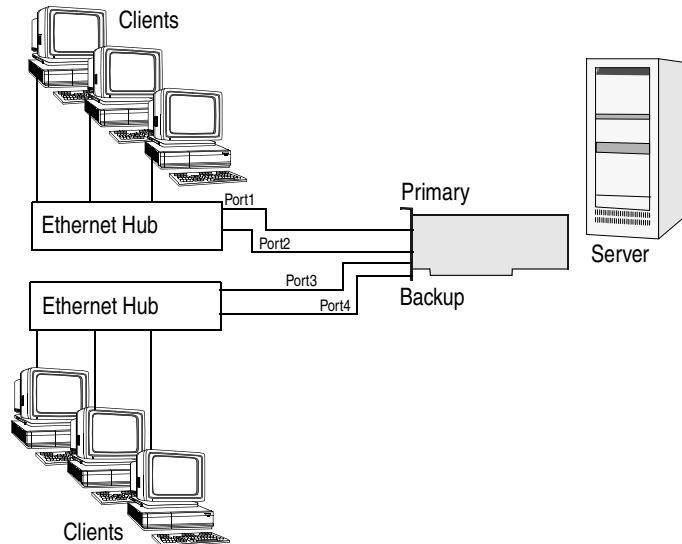 Clients
Port1
Primary
Ethernet Hub
Port2
Server
Port3
Ethernet Hub
Port4
Backup
Clients